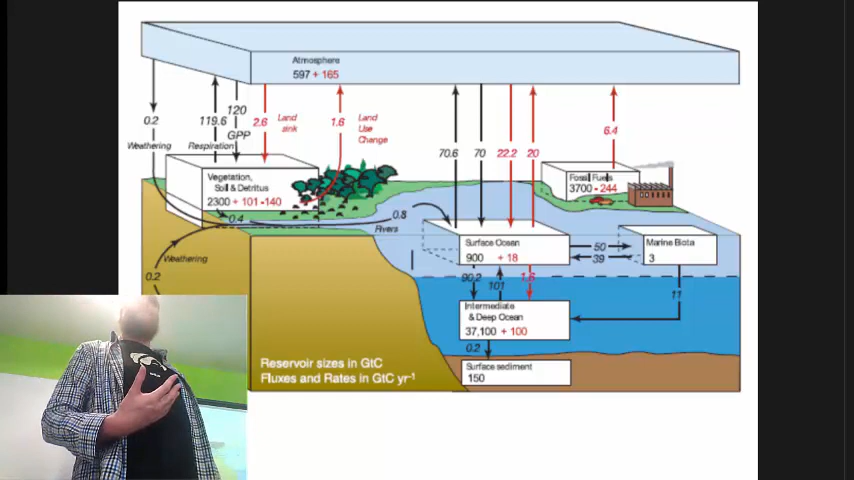 Atmosphere
597 + 165
0.2
Weathering
119.6
Respiration
120
GPP
2.6
Land
sink
1.6
Land
Use
Change
70.6
70
22.2
20
6.4
Vegetation,
Soil & Detritus
2300 + 101 -140
Fossil Fuels
3700 - 244
0.4
0.8
Rivers
Weathering
0.2
Surface Ocean
900 + 18
50
39
Marine Biota
3
90.2
101
1.6
11
Intermediate
& Deep Ocean
37,100 + 100
0.2
Surface sediment
150
Reservoir sizes in GtC
Fluxes and Rates in GtC yr⁻¹